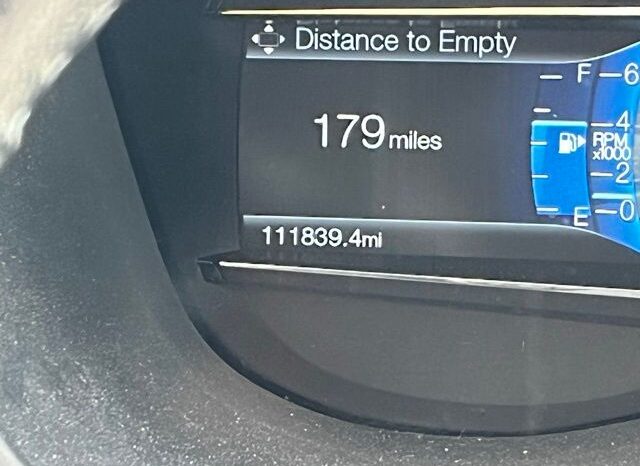 Distance to Empty
179 miles
111839.4mi
F
E
6
4
RPM
x1000
2
0